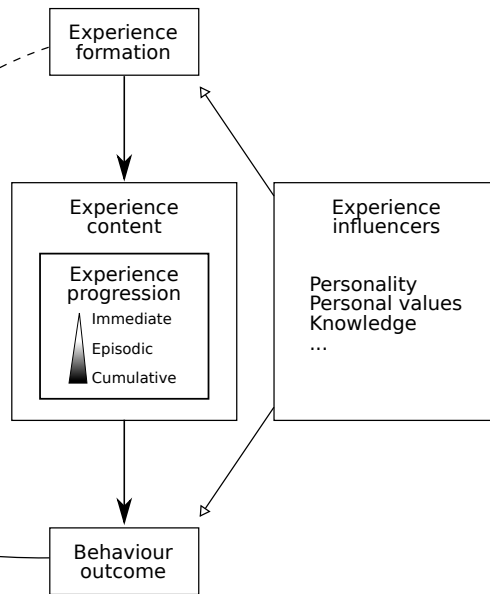 Experience
formation
Experience
content
Experience
progression
Immediate
Episodic
Cumulative
Experience
influencers
Personality
Personal values
Knowledge
...
Behaviour
outcome